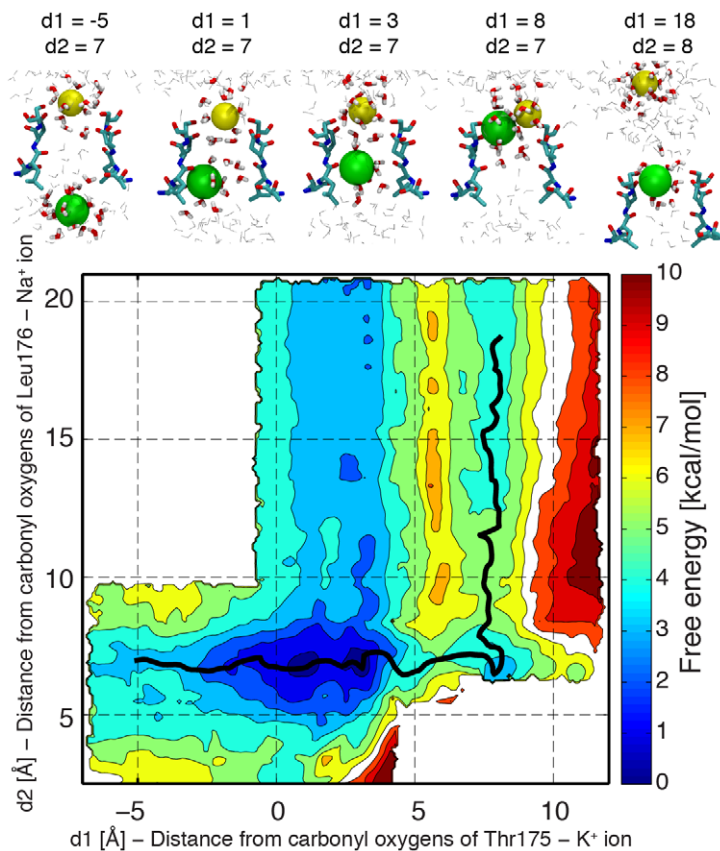 d1 = -5 d1 = 1 d1 = 3 d1 = 8 d1 = 18
d2 = 7 d2 = 7 d2 = 7 d2 = 7 d2 = 8
d2 [Å] – Distance from carbonyl oxygens of Leu176 – Na⁺ ion
20
15
10
5
−5 0 5 10
d1 [Å] – Distance from carbonyl oxygens of Thr175 – K⁺ ion
10
9
8
7
6
5
4
3
2
1
0
Free energy [kcal/mol]